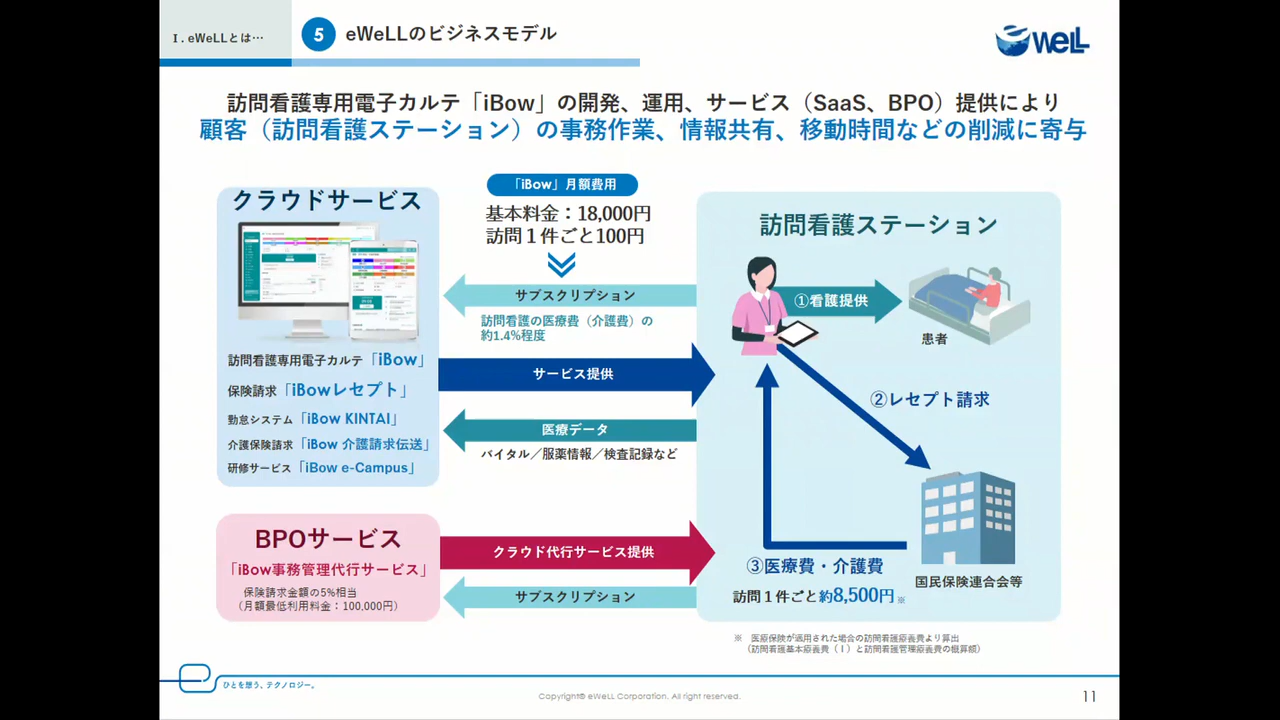 Ⅰ. eWeLLとは…
5
eWeLLのビジネスモデル
eWeLL
訪問看護専用電子カルテ「iBow」の開発、運用、サービス（SaaS、BPO）提供により
顧客（訪問看護ステーション）の事務作業、情報共有、移動時間などの削減に寄与
クラウドサービス
訪問看護専用電子カルテ「iBow」
保険請求「iBowレセプト」
勤怠システム「iBow KINTAI」
介護保険請求「iBow 介護請求伝送」
研修サービス「iBow e-Campus」
「iBow」月額費用
基本料金：18,000円
訪問１件ごと100円
サブスクリプション
訪問看護の医療費（介護費）の
約1.4%程度
サービス提供
医療データ
バイタル／服薬情報／検査記録など
訪問看護ステーション
①看護提供
患者
②レセプト請求
③医療費・介護費
訪問１件ごと約8,500円※
国民保険連合会等
BPOサービス
「iBow事務管理代行サービス」
保険請求金額の5%相当
（月額最低利用料金：100,000円）
クラウド代行サービス提供
サブスクリプション
※　医療保険が適用された場合の訪問看護療養費より算出
（訪問看護基本療養費（Ⅰ）と訪問看護管理療養費の概算額）
ひとを想う、テクノロジー。
Copyright© eWeLL Corporation. All right reserved.
11